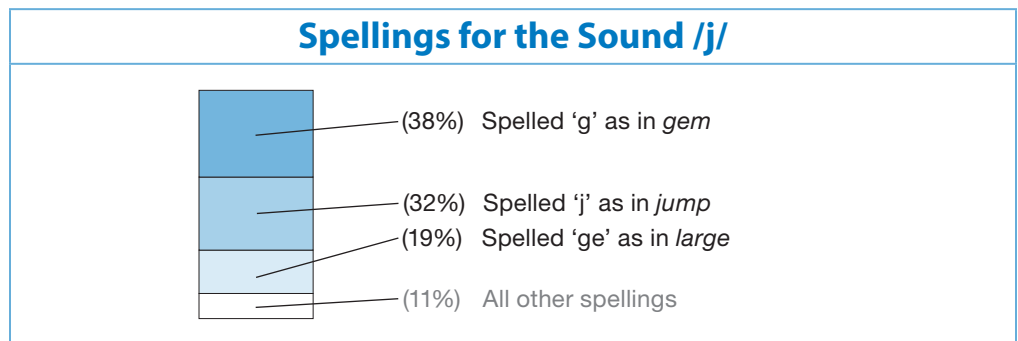 Spellings for the Sound /j/
(38%) Spelled ‘g’ as in gem
(32%) Spelled ‘j’ as in jump
(19%) Spelled ‘ge’ as in large
(11%) All other spellings